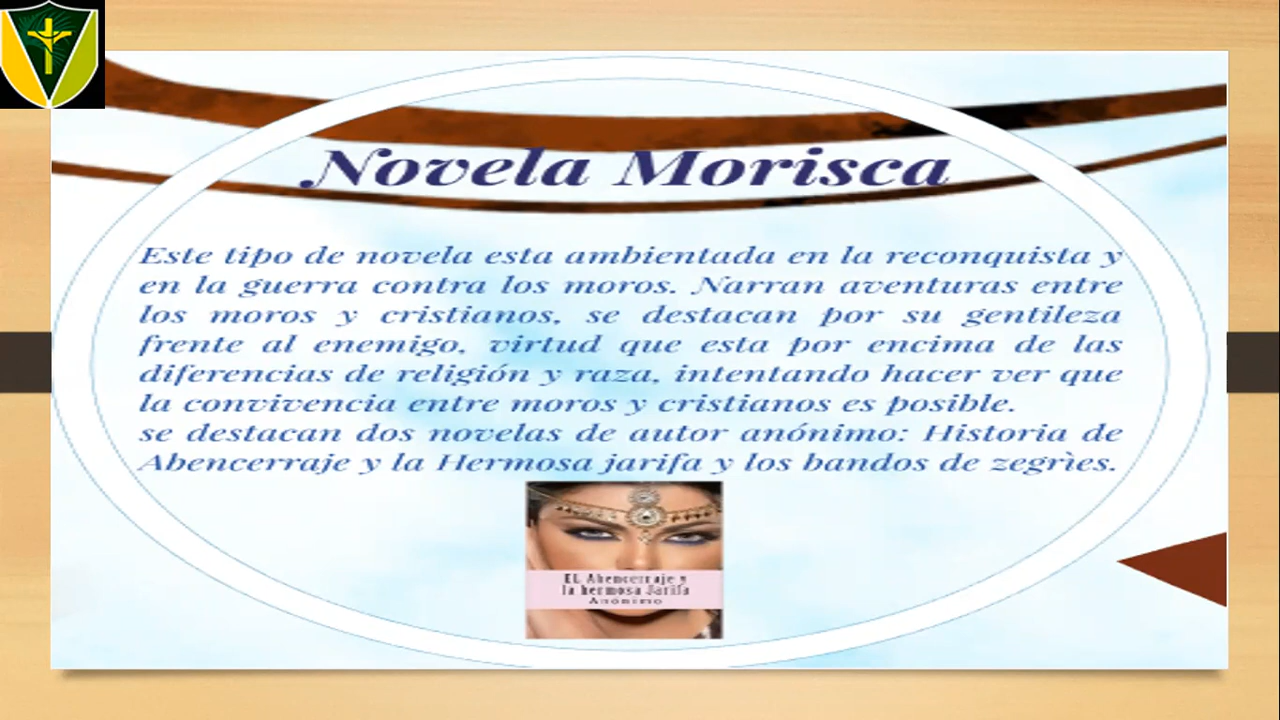 Novela Morisca
Este tipo de novela esta ambientada en la reconquista y
en la guerra contra los moros. Narran aventuras entre
los moros y cristianos, se destacan por su gentileza
frente al enemigo, virtud que esta por encima de las
diferencias de religión y raza, intentando hacer ver que
la convivencia entre moros y cristianos es posible.
se destacan dos novelas de autor anónimo: Historia de
Abencerraje y la Hermosa jarifa y los bandos de zegrìes.
EL Abencerraje y
la hermosa Jarifa
Anónimo